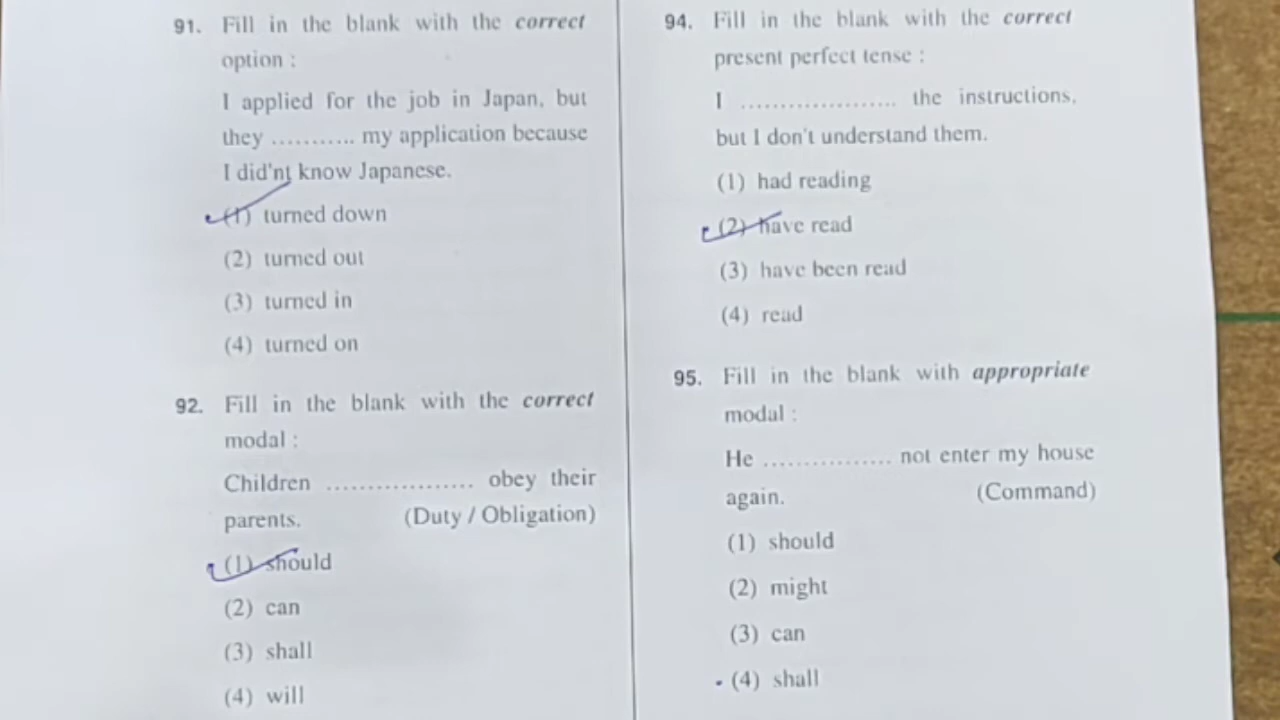 91. Fill in the blank with the correct
option :
I applied for the job in Japan, but
they ........... my application because
I did'nt know Japanese.
(1) turned down
(2) turned out
(3) turned in
(4) turned on
92. Fill in the blank with the correct
modal :
Children .................. obey their
parents. (Duty / Obligation)
(1) should
(2) can
(3) shall
(4) will
94. Fill in the blank with the correct
present perfect tense :
I .................... the instructions,
but I don't understand them.
(1) had reading
(2) have read
(3) have been read
(4) read
95. Fill in the blank with appropriate
modal :
He ................ not enter my house
again. (Command)
(1) should
(2) might
(3) can
(4) shall